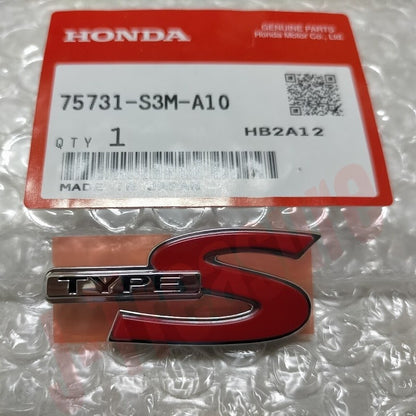 HONDA
GENUINE PARTS
Honda Motor Co., Ltd.
75731-S3M-A10
QTY 1
HB2A12
MADE IN JAPAN
TYPE S